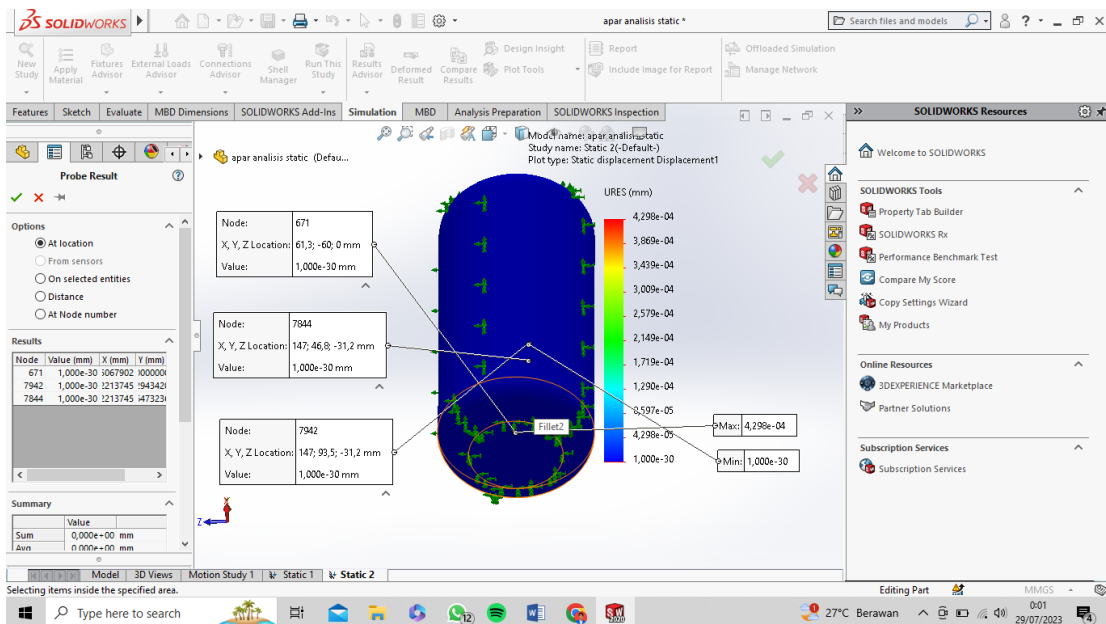 SOLIDWORKS
apar analisis static *
Search files and models
New Study
Apply Material
Fixtures Advisor
External Loads Advisor
Connections Advisor
Shell Manager
Run This Study
Results Advisor
Deformed Result
Compare Results
Design Insight
Plot Tools
Report
Include Image for Report
Offloaded Simulation
Manage Network
Features Sketch Evaluate MBD Dimensions SOLIDWORKS Add-Ins Simulation MBD Analysis Preparation SOLIDWORKS Inspection
Probe Result
Options
At location
From sensors
On selected entities
Distance
At Node number
Results
Node Value (mm) X (mm) Y (mm)
671 1,000e-30
7942 1,000e-30
7844 1,000e-30
Summary
Value
Sum 0,000e+00 mm
Avg 0,000e+00 mm
apar analisis static (Defau...
Model name: apar analisis static
Study name: Static 2(-Default-)
Plot type: Static displacement Displacement1
Node: 671
X, Y, Z Location: 61,3; -60; 0 mm
Value: 1,000e-30 mm
Node: 7844
X, Y, Z Location: 147; 46,8; -31,2 mm
Value: 1,000e-30 mm
Node: 7942
X, Y, Z Location: 147; 93,5; -31,2 mm
Value: 1,000e-30 mm
Fillet2
URES (mm)
4,298e-04
3,869e-04
3,439e-04
3,009e-04
2,579e-04
2,149e-04
1,719e-04
1,290e-04
8,597e-05
4,298e-05
1,000e-30
Max: 4,298e-04
Min: 1,000e-30
Z
Model 3D Views Motion Study 1 Static 1 Static 2
SOLIDWORKS Resources
Welcome to SOLIDWORKS
SOLIDWORKS Tools
Property Tab Builder
SOLIDWORKS Rx
Performance Benchmark Test
Compare My Score
Copy Settings Wizard
My Products
Online Resources
3DEXPERIENCE Marketplace
Partner Solutions
Subscription Services
Subscription Services
Selecting items inside the specified area.
Editing Part
MMGS
Type here to search
27°C Berawan
0:01
29/07/2023